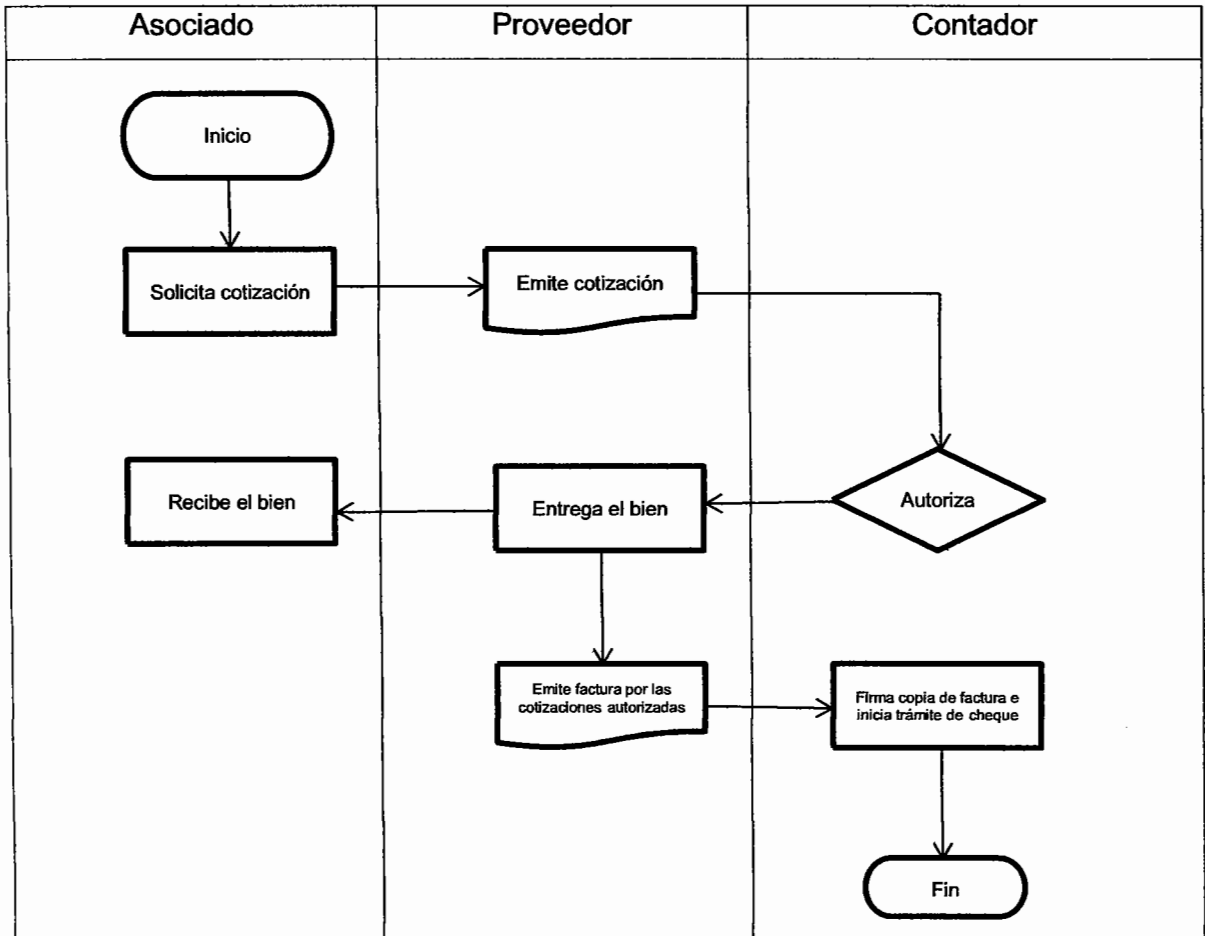 Asociado
Proveedor
Contador
Inicio
Solicita cotización
Emite cotización
Autoriza
Entrega el bien
Recibe el bien
Emite factura por las
cotizaciones autorizadas
Firma copia de factura e
inicia trámite de cheque
Fin